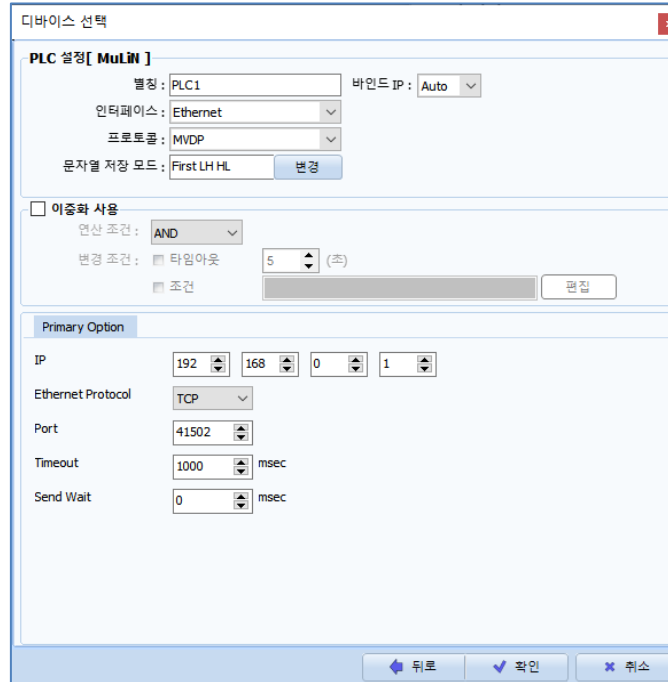 디바이스 선택
PLC 설정[ MuLiN ]
별칭 : PLC1 바인드 IP : Auto
인터페이스 : Ethernet
프로토콜 : MVDP
문자열 저장 모드 : First LH HL 변경
이중화 사용
연산 조건 : AND
변경 조건 : 타임아웃 5 (초)
조건 편집
Primary Option
IP 192 168 0 1
Ethernet Protocol TCP
Port 41502
Timeout 1000 msec
Send Wait 0 msec
뒤로 확인 취소